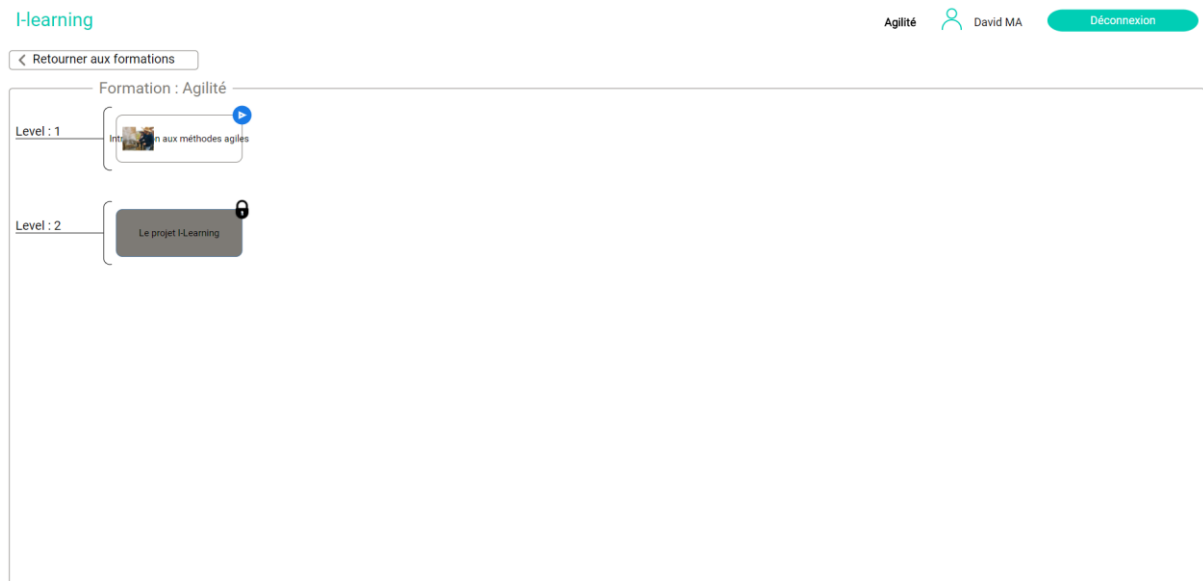 I-learning
Agilité David MA Déconnexion
Retourner aux formations
Formation : Agilité
Level : 1
aux méthodes agiles
Level : 2
Le projet I-Learning